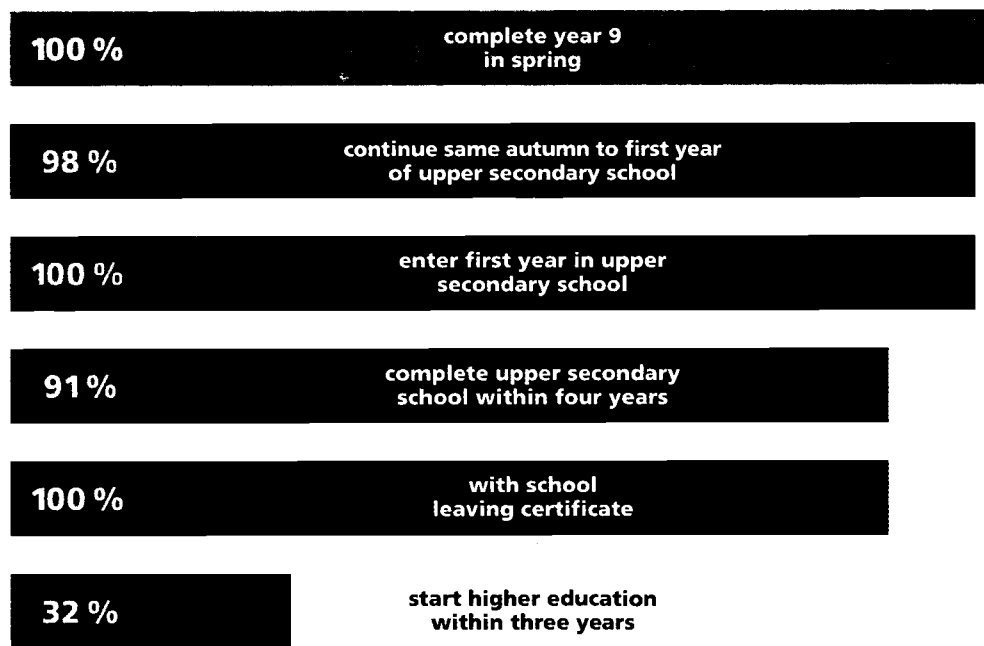 100 %
complete year 9
in spring
98 %
continue same autumn to first year
of upper secondary school
100 %
enter first year in upper
secondary school
91 %
complete upper secondary
school within four years
100 %
with school
leaving certificate
32 %
start higher education
within three years